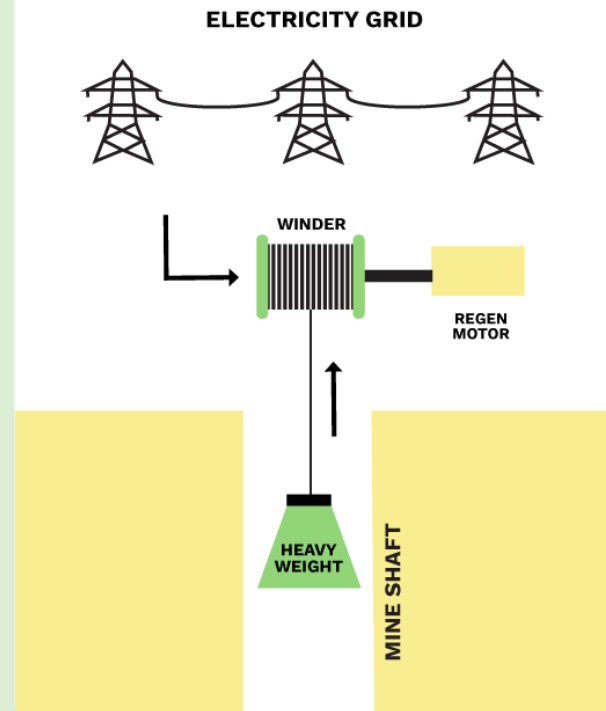 ELECTRICITY GRID
WINDER
REGEN
MOTOR
HEAVY
WEIGHT
MINE SHAFT